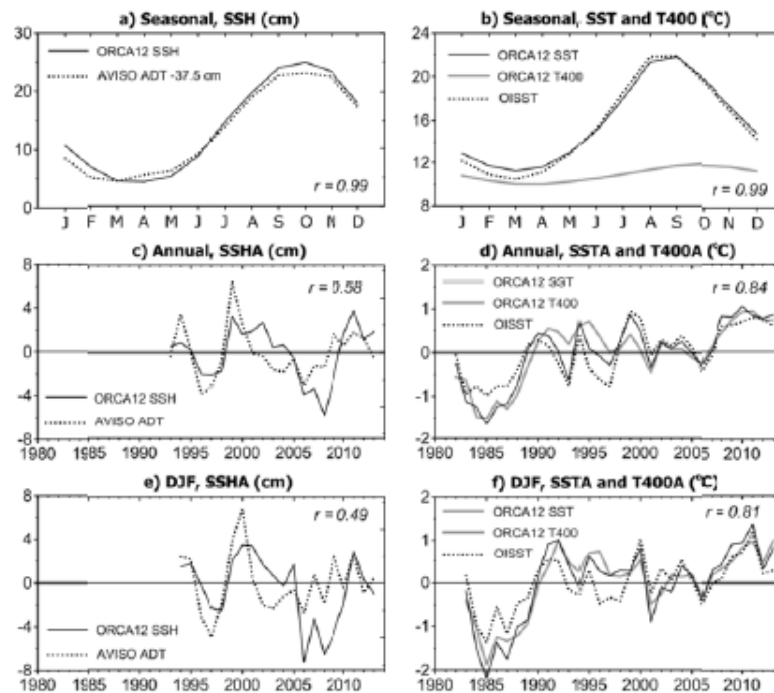 a) Seasonal, SSH (cm)
30
20
10
0
ORCA12 SSH
AVISO ADT -37.5 cm
r = 0.99
J F M A M J J A S O N D
b) Seasonal, SST and T400 (°C)
24
20
16
12
8
ORCA12 SST
ORCA12 T400
OISST
r = 0.99
J F M A M J J A S O N D
c) Annual, SSHA (cm)
8
4
0
-4
-8
r = 0.58
ORCA12 SSH
AVISO ADT
1980 1985 1990 1995 2000 2005 2010
d) Annual, SSTA and T400A (°C)
2
1
0
-1
-2
ORCA12 SST
ORCA12 T400
OISST
r = 0.84
1980 1985 1990 1995 2000 2005 2010
e) DJF, SSHA (cm)
8
4
0
-4
-8
r = 0.49
ORCA12 SSH
AVISO ADT
1980 1985 1990 1995 2000 2005 2010
f) DJF, SSTA and T400A (°C)
2
1
0
-1
-2
ORCA12 SST
ORCA12 T400
OISST
r = 0.81
1980 1985 1990 1995 2000 2005 2010